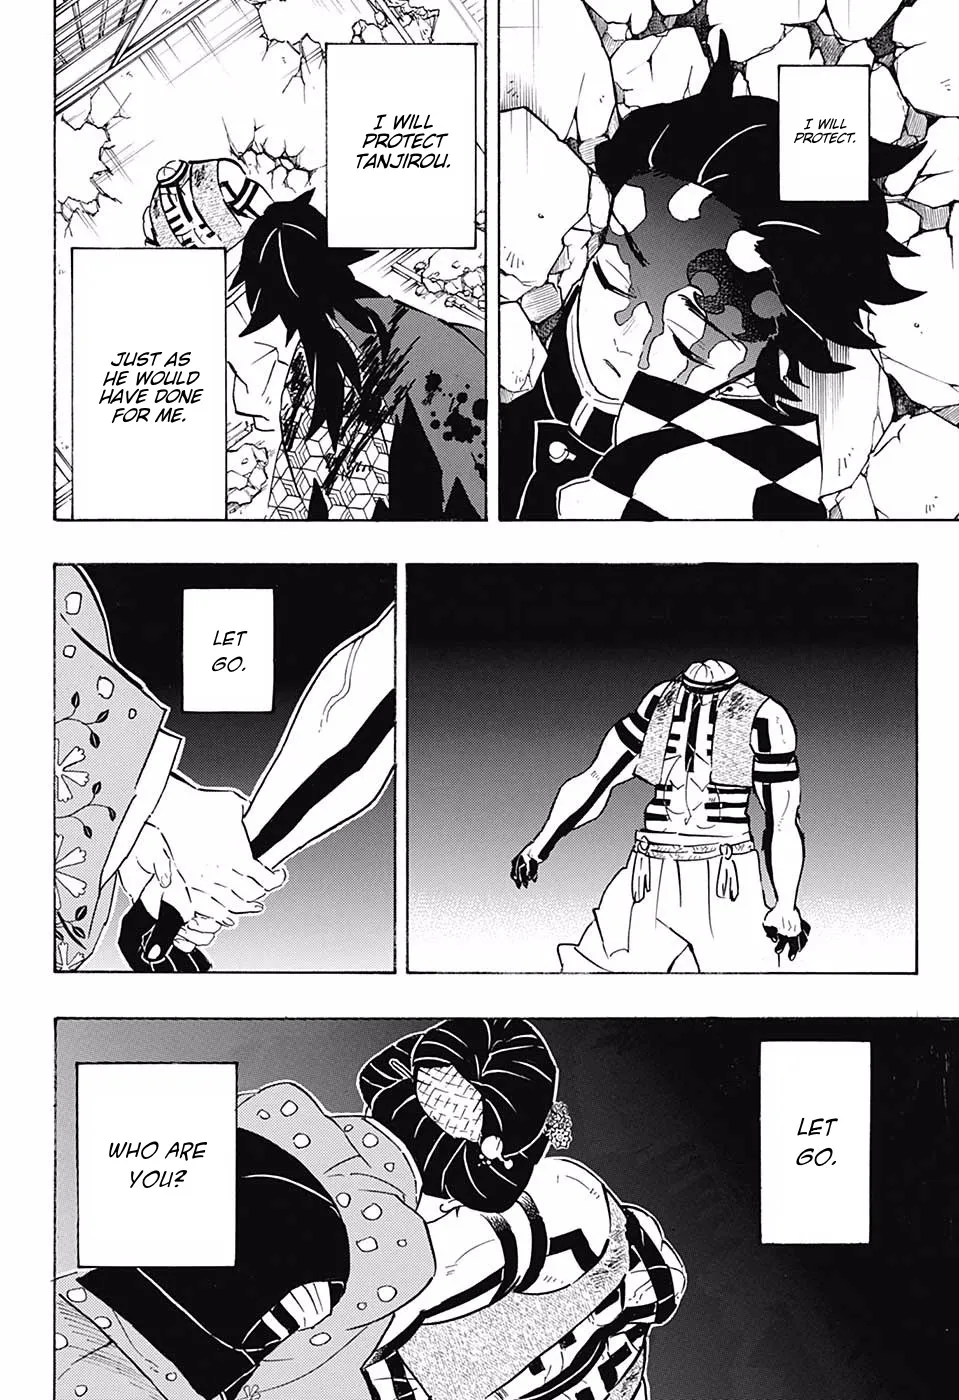 I WILL
PROTECT.
I WILL
PROTECT
TANJIROU.
JUST AS
HE WOULD
HAVE DONE
FOR ME.
LET
GO.
LET
GO.
WHO ARE
YOU?